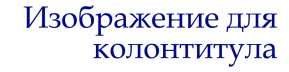 Изображение для
колонтитула